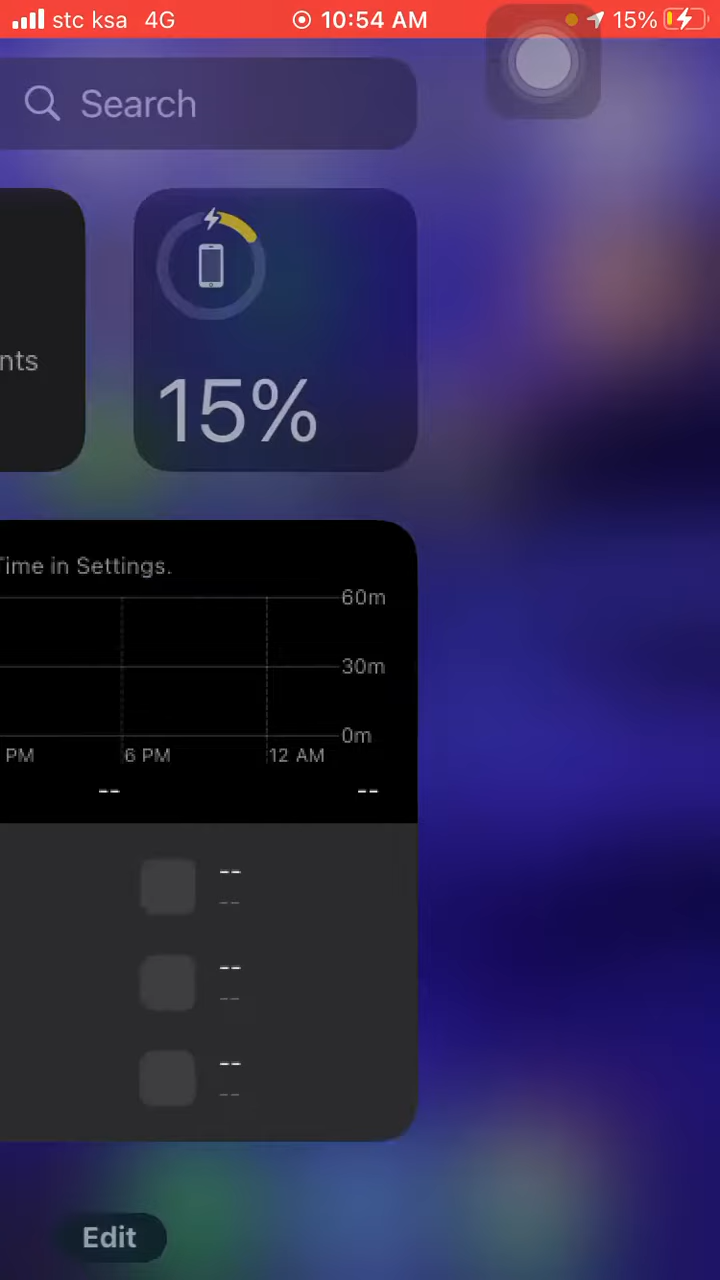 stc ksa 4G 10:54 AM 15%
Search
nts
15%
Time in Settings.
60m
30m
0m
PM 6 PM 12 AM
-- --
--
--
--
--
--
--
Edit